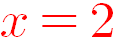 x = 2